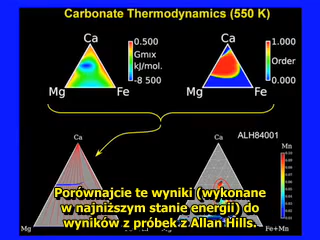 Carbonate Thermodynamics (550 K)
Ca
Mg
Fe
0.500
Gmix
kJ/mol.
-8 500
Ca
Mg
Fe
1.000
Order
0.000
ALH84001
Ca
Mg
Ca
Mg
Fe+Mn
Mn
Porównajcie te wyniki (wykonane
w najniższym stanie energii) do
wyników z próbek z Allan Hills.